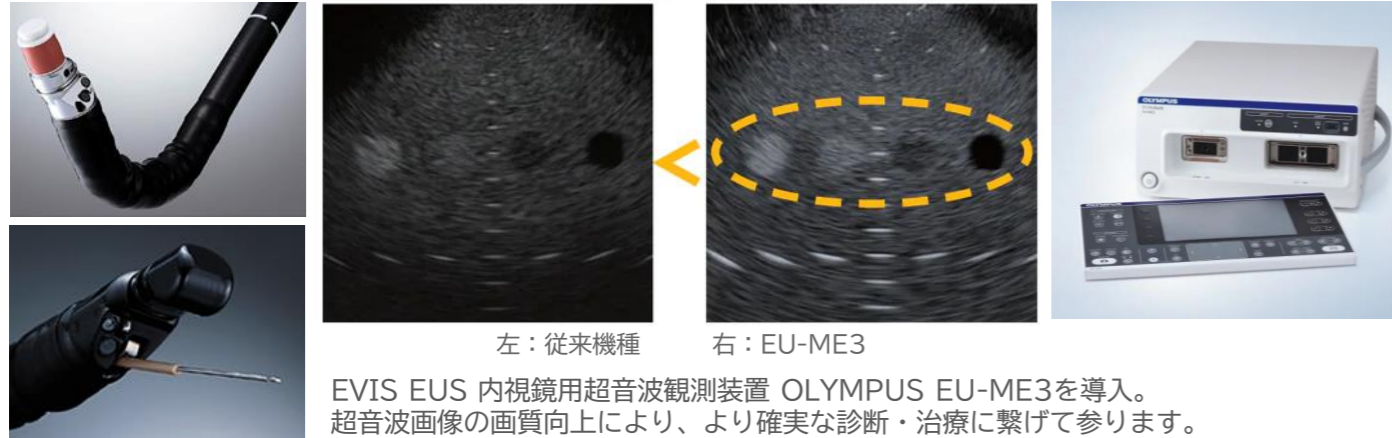 OLYMPUS
OLYMPUS
左：従来機種
右：EU-ME3
EVIS EUS 内視鏡用超音波観測装置 OLYMPUS EU-ME3を導入。
超音波画像の画質向上により、より確実な診断・治療に繋げて参ります。